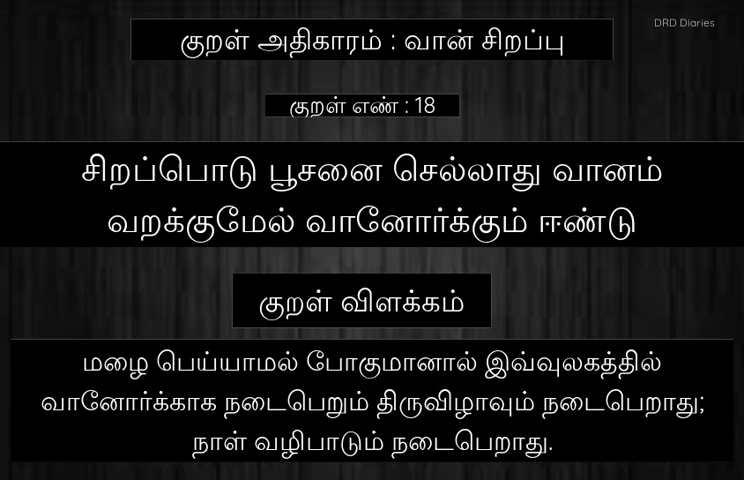 DRD Diaries
குறள் அதிகாரம் : வான் சிறப்பு
குறள் எண் : 18
சிறப்பொடு பூசனை செல்லாது வானம்
வறக்குமேல் வானோர்க்கும் ஈண்டு
குறள் விளக்கம்
மழை பெய்யாமல் போகுமானால் இவ்வுலகத்தில்
வானோர்க்காக நடைபெறும் திருவிழாவும் நடைபெறாது;
நாள் வழிபாடும் நடைபெறாது.